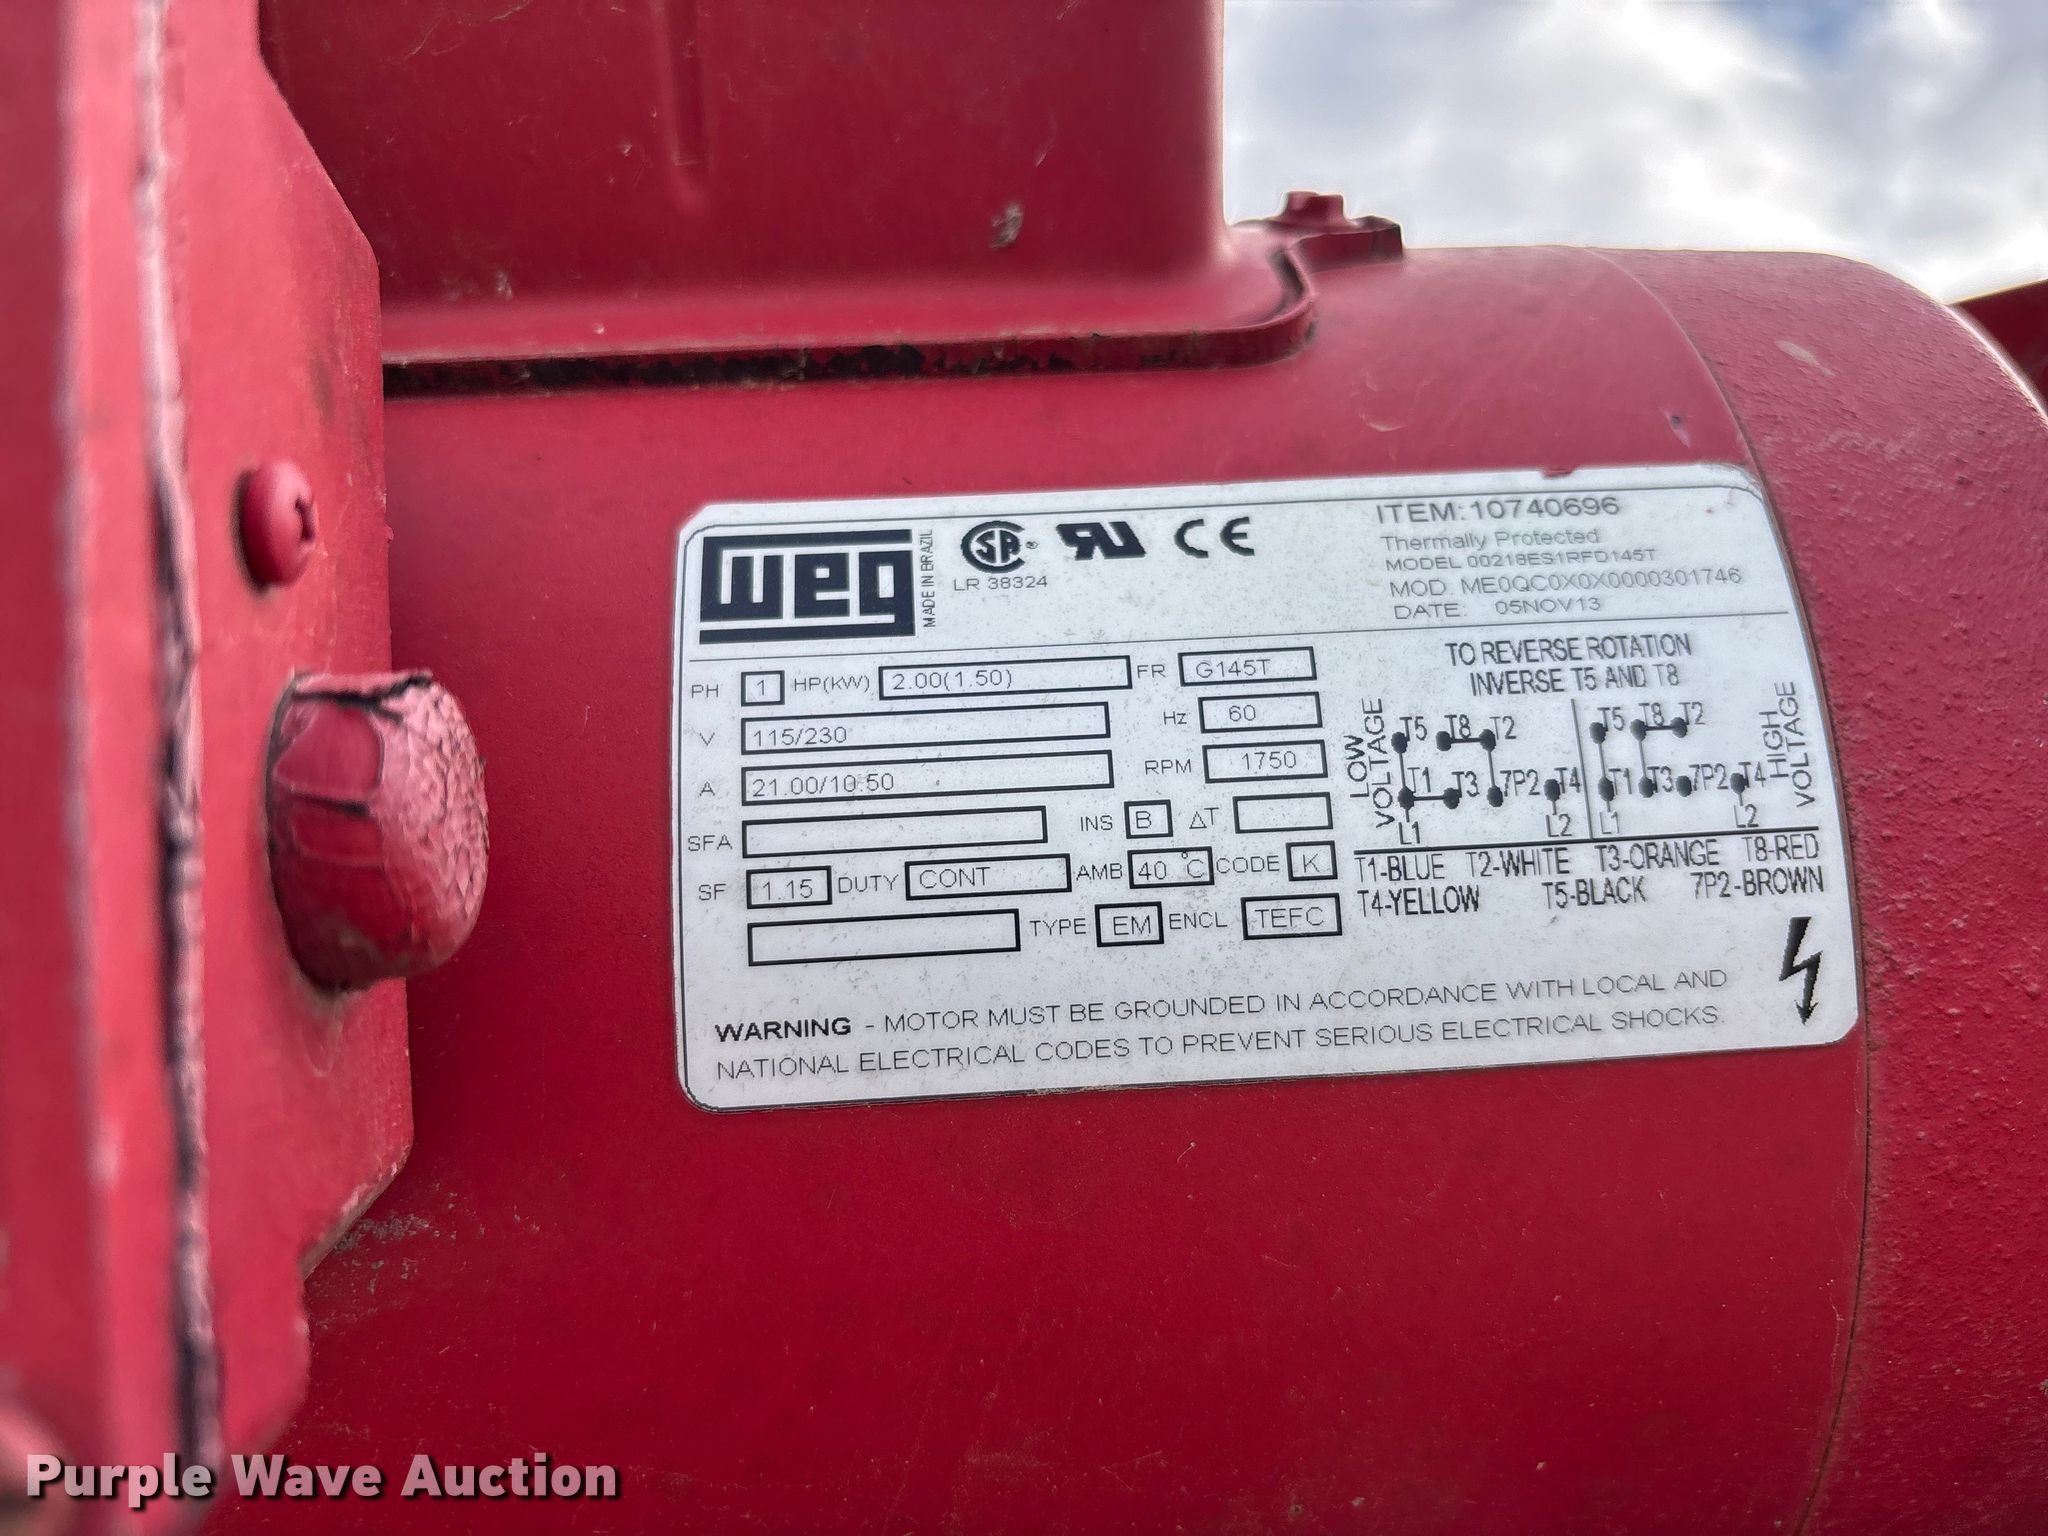 weg
MADE IN BRAZIL
SA ®
LR 38324
RU
CE
ITEM:10740696
Thermally Protected
MODEL 00218ES1RFD145T
MOD. ME0QC0X0X0000301746
DATE: 05NOV13
PH 1 HP(KW) 2.00(1.50) FR G145T
V 115/230 Hz 60
A 21.00/10.50 RPM 1750
SFA INS B ΔT
SF 1.15 DUTY CONT AMB 40 °C CODE K
TYPE EM ENCL TEFC
TO REVERSE ROTATION
INVERSE T5 AND T8
LOW VOLTAGE
T5 T8 T2
T1 T3 7P2 T4
L1 L2
T5 T8 T2
T1 T3 7P2 T4
L1 L2
HIGH VOLTAGE
T1-BLUE T2-WHITE T3-ORANGE T8-RED
T4-YELLOW T5-BLACK 7P2-BROWN
WARNING - MOTOR MUST BE GROUNDED IN ACCORDANCE WITH LOCAL AND
NATIONAL ELECTRICAL CODES TO PREVENT SERIOUS ELECTRICAL SHOCKS.
Purple Wave Auction